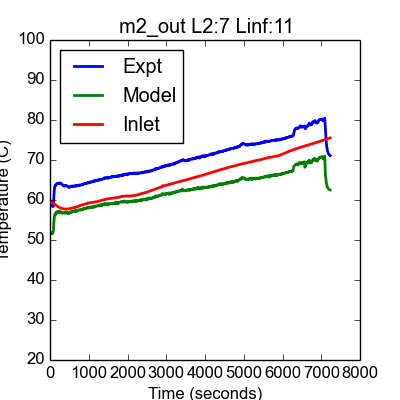 m2_out L2:7 Linf:11
100
90
80
70
60
50
40
30
20
Expt
Model
Inlet
Temperature (C)
0 1000 2000 3000 4000 5000 6000 7000 8000
Time (seconds)